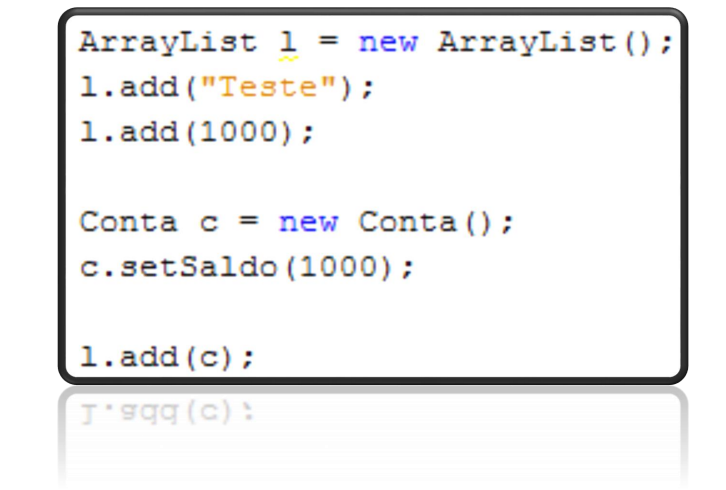 ArrayList l = new ArrayList();
l.add("Teste");
l.add(1000);
Conta c = new Conta();
c.setSaldo(1000);
l.add(c);